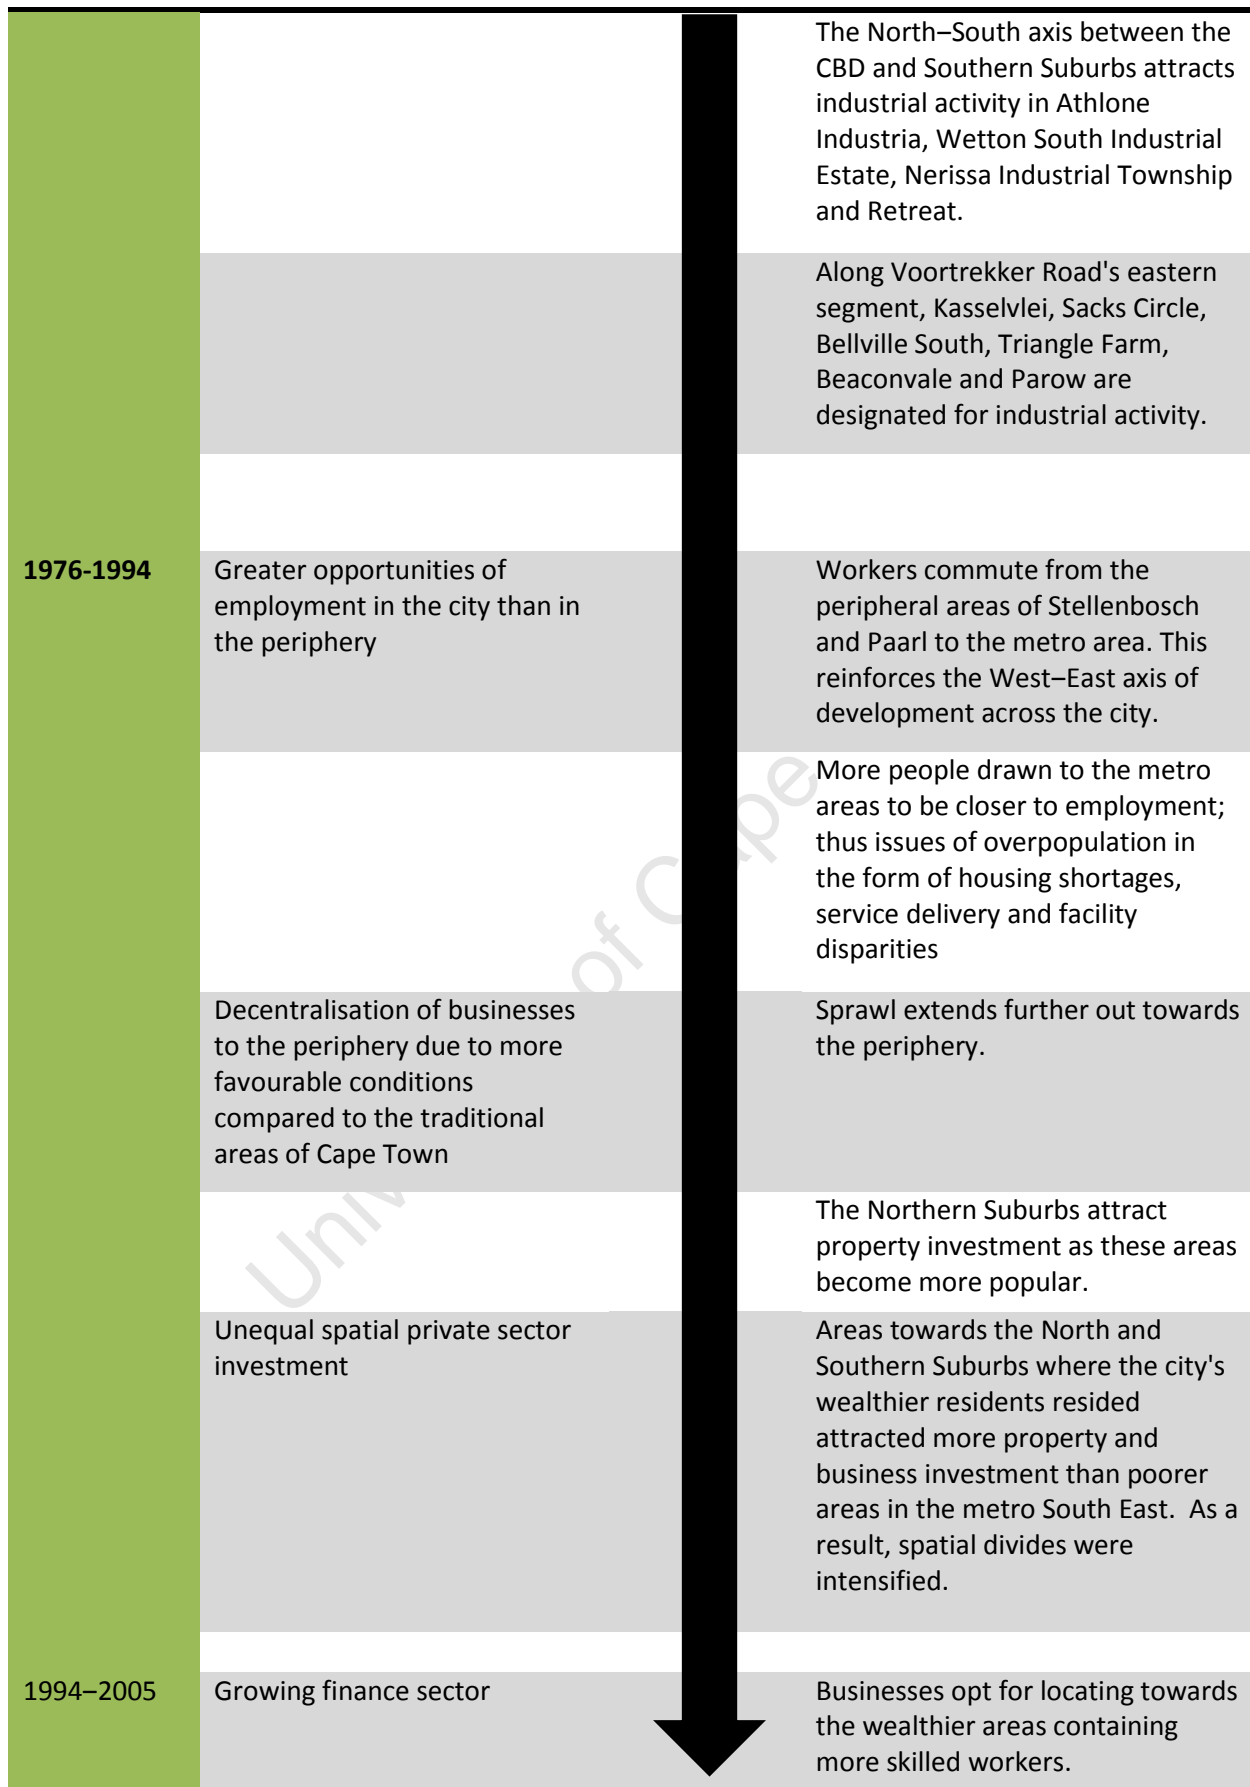 The North–South axis between the
CBD and Southern Suburbs attracts
industrial activity in Athlone
Industria, Wetton South Industrial
Estate, Nerissa Industrial Township
and Retreat.
Along Voortrekker Road's eastern
segment, Kasselvlei, Sacks Circle,
Bellville South, Triangle Farm,
Beaconvale and Parow are
designated for industrial activity.
1976-1994
Greater opportunities of
employment in the city than in
the periphery
Workers commute from the
peripheral areas of Stellenbosch
and Paarl to the metro area. This
reinforces the West–East axis of
development across the city.
More people drawn to the metro
areas to be closer to employment;
thus issues of overpopulation in
the form of housing shortages,
service delivery and facility
disparities
Decentralisation of businesses
to the periphery due to more
favourable conditions
compared to the traditional
areas of Cape Town
Sprawl extends further out towards
the periphery.
The Northern Suburbs attract
property investment as these areas
become more popular.
Unequal spatial private sector
investment
Areas towards the North and
Southern Suburbs where the city's
wealthier residents resided
attracted more property and
business investment than poorer
areas in the metro South East. As a
result, spatial divides were
intensified.
1994–2005
Growing finance sector
Businesses opt for locating towards
the wealthier areas containing
more skilled workers.